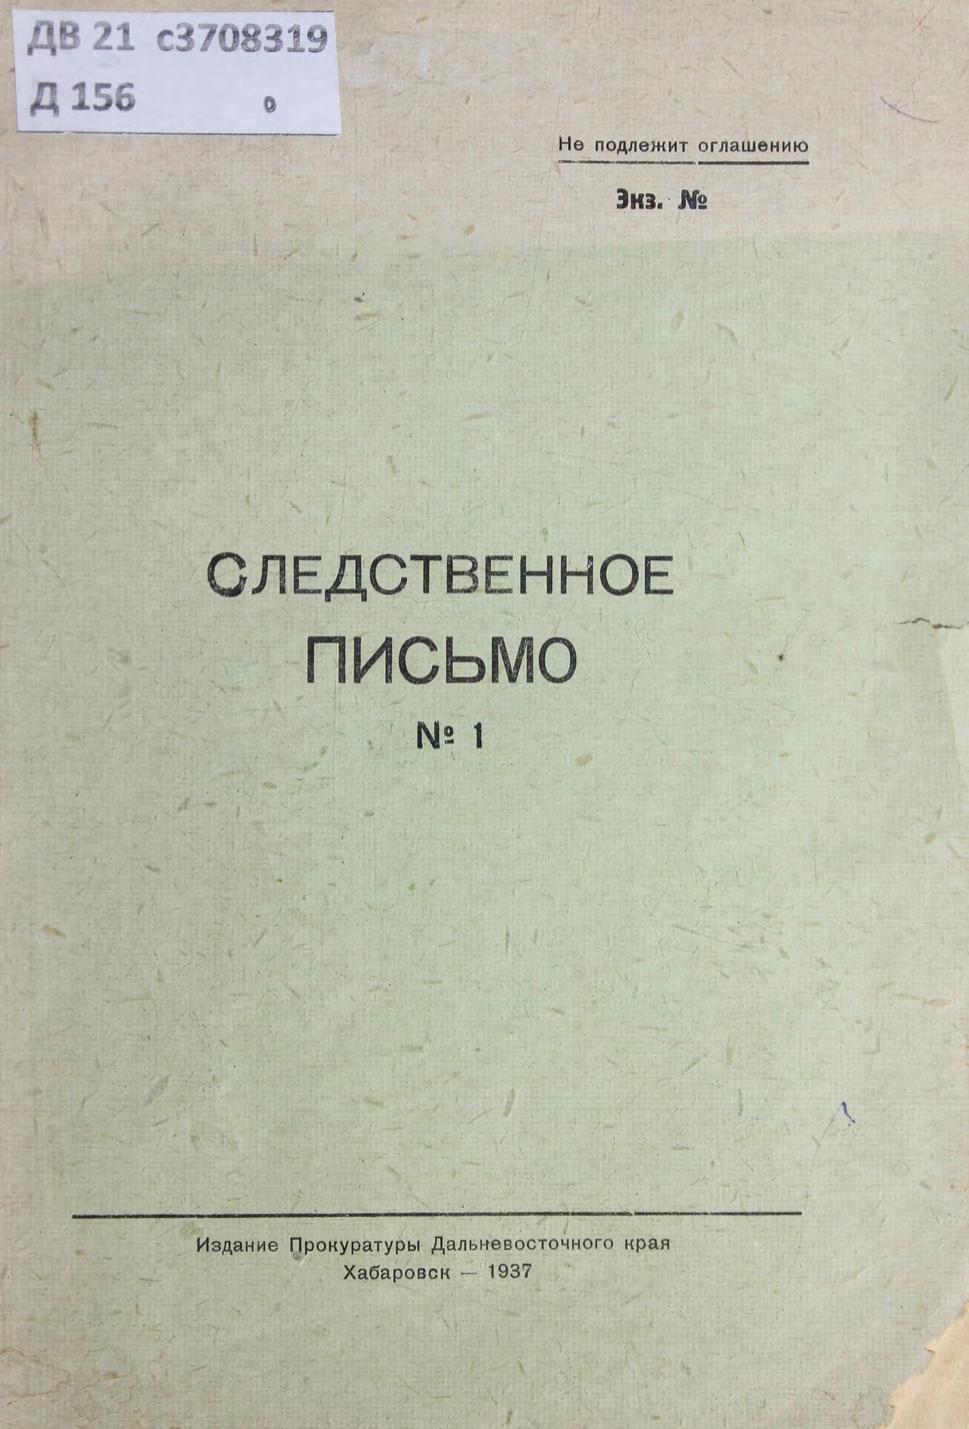 ДВ 21 с3708319
Д 156 0
Не подлежит оглашению
Экз. №
СЛЕДСТВЕННОЕ
ПИСЬМО
№ 1
Издание Прокуратуры Дальневосточного края
Хабаровск — 1937